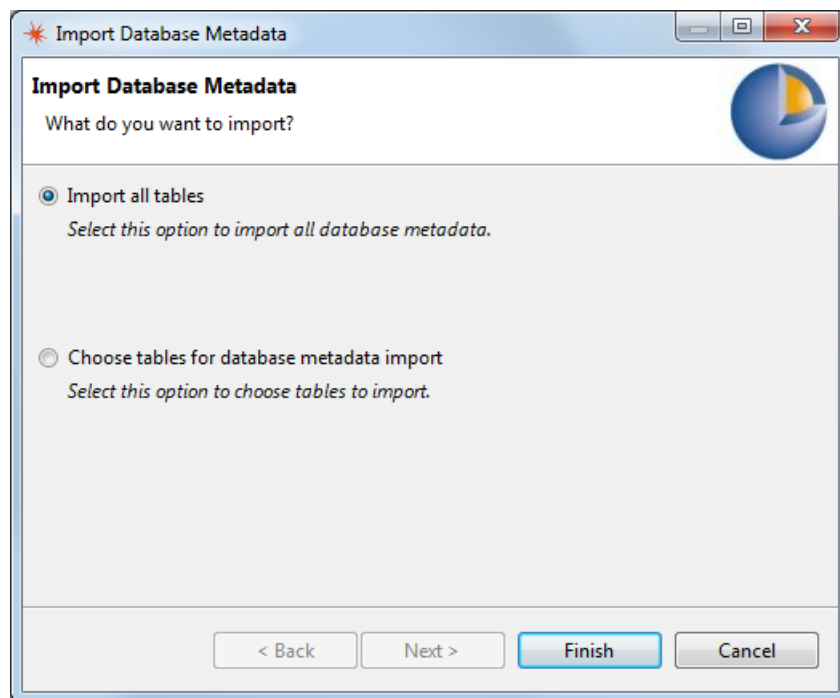 Import Database Metadata
Import Database Metadata
What do you want to import?
Import all tables
Select this option to import all database metadata.
Choose tables for database metadata import
Select this option to choose tables to import.
< Back Next > Finish Cancel